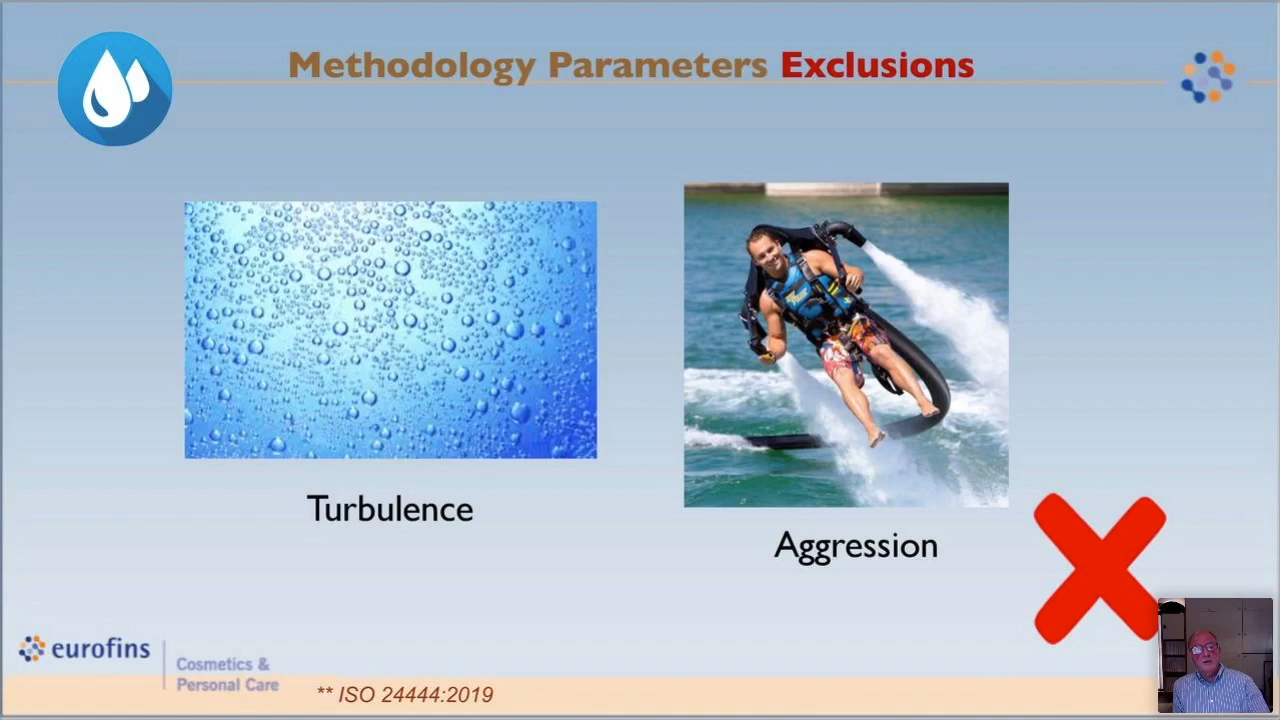 Methodology Parameters Exclusions
Turbulence
Aggression
eurofins
Cosmetics &
Personal Care
** ISO 24444:2019